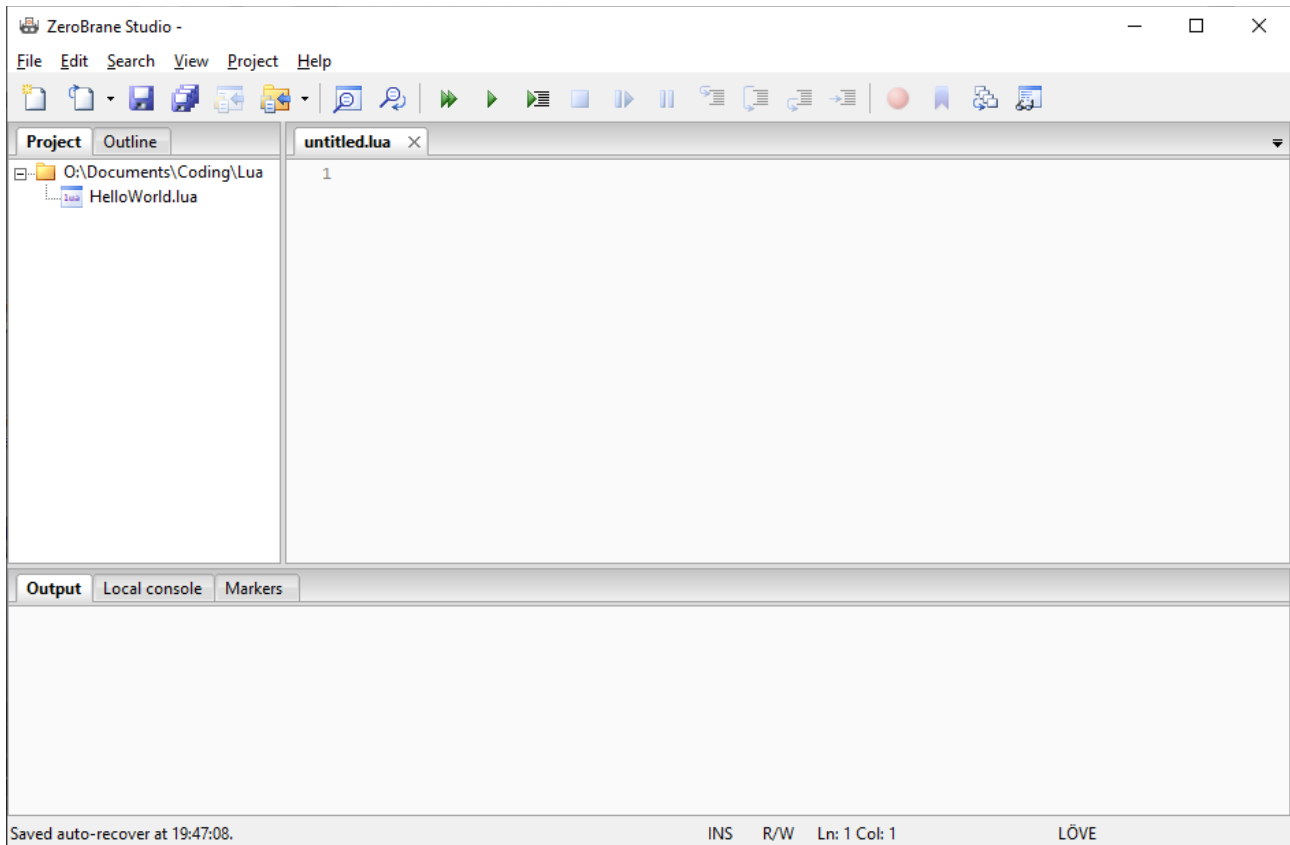 ZeroBrane Studio -
File Edit Search View Project Help
Project Outline
untitled.lua
O:\Documents\Coding\Lua
1
lua HelloWorld.lua
Output Local console Markers
Saved auto-recover at 19:47:08. INS R/W Ln: 1 Col: 1 LÖVE